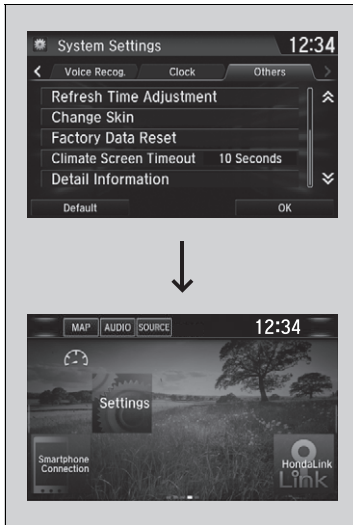 System Settings 12:34
Voice Recog. Clock Others
Refresh Time Adjustment
Change Skin
Factory Data Reset
Climate Screen Timeout 10 Seconds
Detail Information
Default OK
MAP AUDIO SOURCE 12:34
Settings
Smartphone
Connection
HondaLink
Link